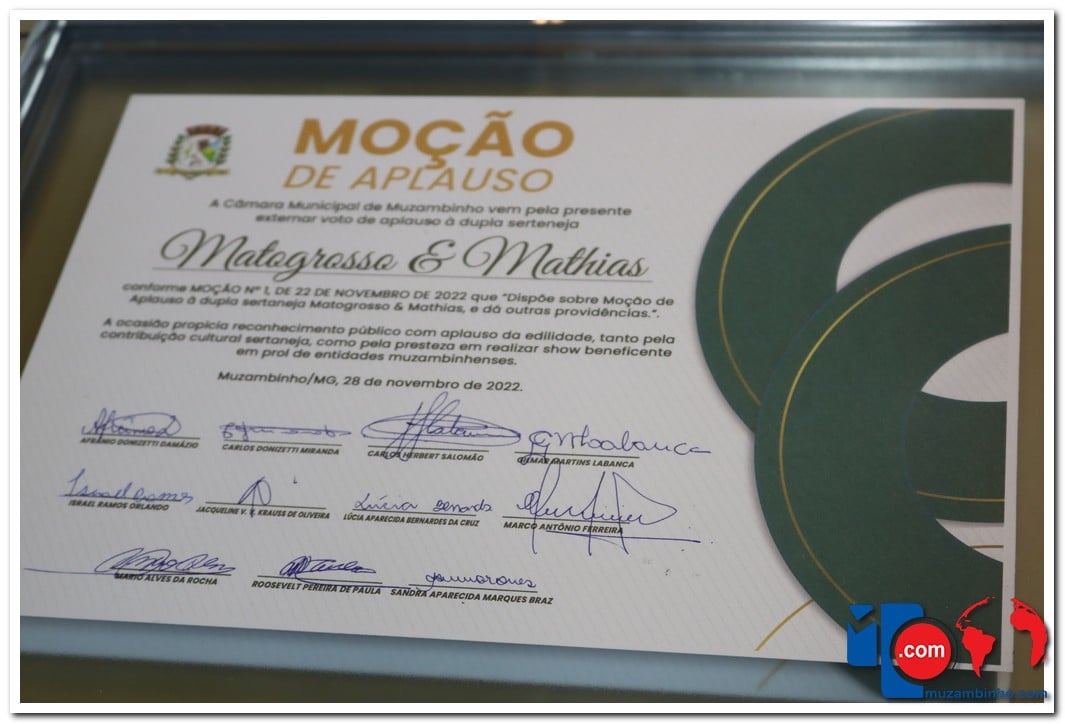 MOÇÃO
DE APLAUSO
A Câmara Municipal de Muzambinho vem pela presente
externar voto de aplauso à dupla serteneja
Matogrosso & Mathias
conforme MOÇÃO Nº 1, DE 22 DE NOVEMBRO DE 2022 que "Dispõe sobre Moção de
Aplauso à dupla sertaneja Matogrosso & Mathias, e dá outras providências.".
A ocasião propicia reconhecimento público com aplauso da edilidade, tanto pela
contribuição cultural sertaneja, como pela presteza em realizar show beneficente
em prol de entidades muzambinhenses.
Muzambinho/MG, 28 de novembro de 2022.
AFRÂNIO DONIZETTI DAMÁZIO
CARLOS DONIZETTI MIRANDA
CARLOS HERBERT SALOMÃO
GILMAR MARTINS LABANCA
Israel Ramos
ISRAEL RAMOS ORLANDO
JACQUELINE V. R. KRAUSS DE OLIVEIRA
Lúcia Bernardes
LÚCIA APARECIDA BERNARDES DA CRUZ
MARCO ANTÔNIO FERREIRA
MARIO ALVES DA ROCHA
ROOSEVELT PEREIRA DE PAULA
SANDRA APARECIDA MARQUES BRAZ
.com
muzambinho.com